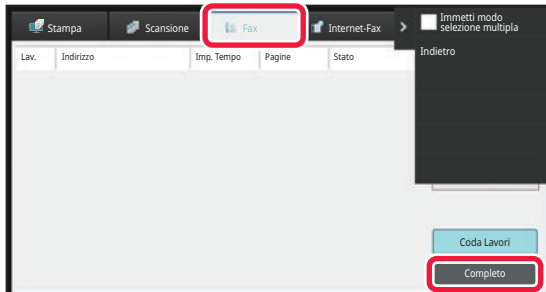 Stampa
Scansione
Fax
Internet-Fax
Immetti modo
selezione multipla
Indietro
Lav.
Indirizzo
Imp. Tempo
Pagine
Stato
Coda Lavori
Completo